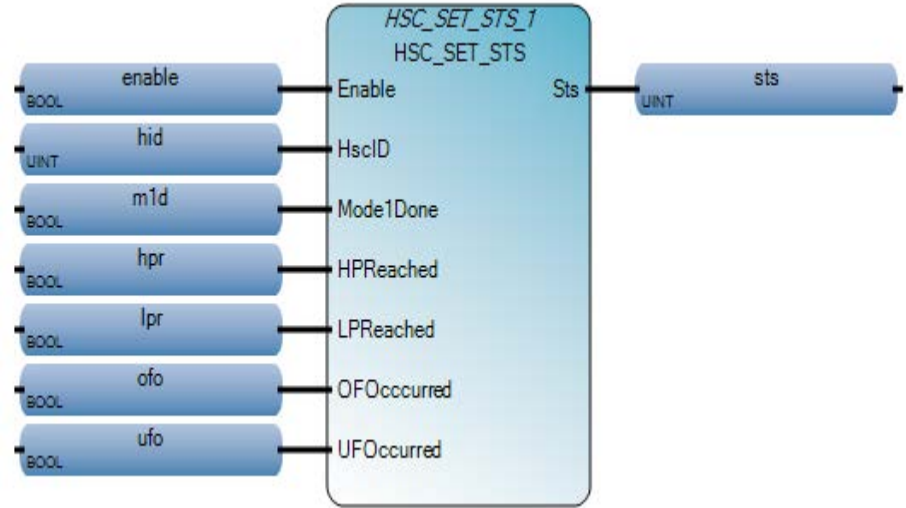 HSC_SET_STS_1
HSC_SET_STS
enable
BOOL
Enable
Sts
sts
UINT
hid
UINT
HscID
m1d
BOOL
Mode1Done
hpr
BOOL
HPReached
lpr
BOOL
LPReached
ofo
BOOL
OFOcccurred
ufo
BOOL
UFOccurred